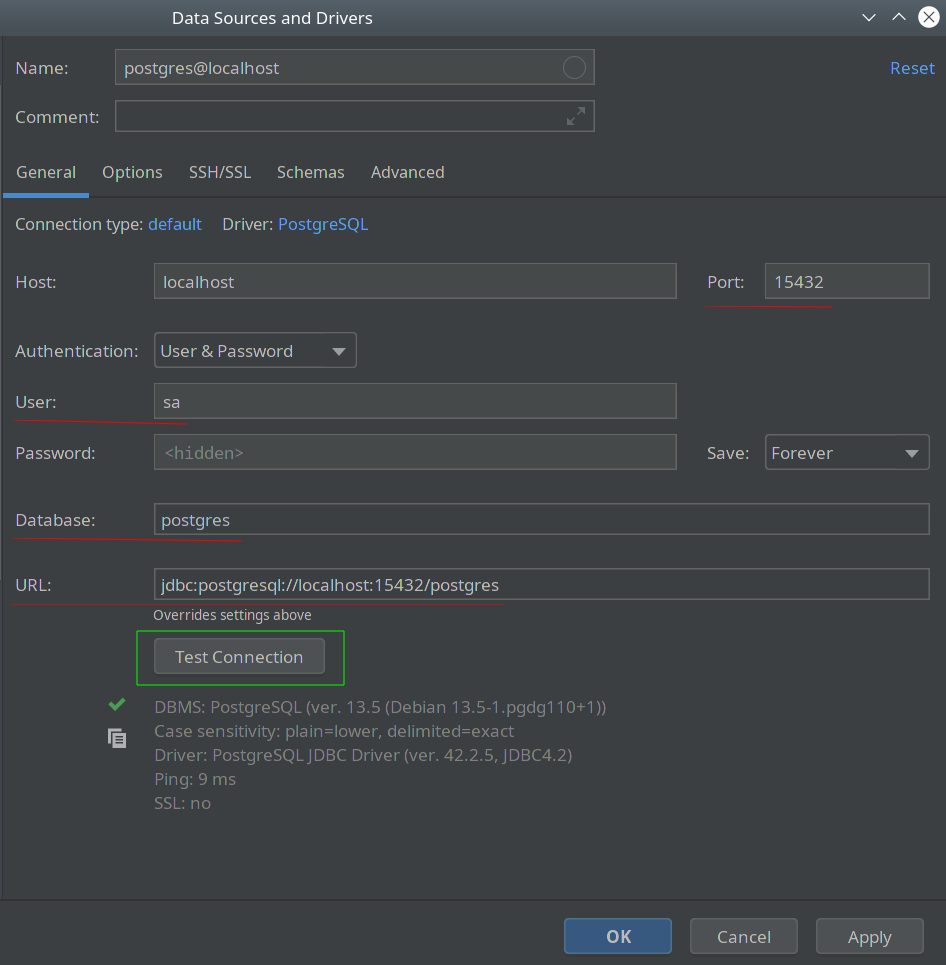 Data Sources and Drivers
Name: postgres@localhost Reset
Comment:
General Options SSH/SSL Schemas Advanced
Connection type: default Driver: PostgreSQL
Host: localhost Port: 15432
Authentication: User & Password
User: sa
Password: <hidden> Save: Forever
Database: postgres
URL: jdbc:postgresql://localhost:15432/postgres
Overrides settings above
Test Connection
DBMS: PostgreSQL (ver. 13.5 (Debian 13.5-1.pgdg110+1))
Case sensitivity: plain=lower, delimited=exact
Driver: PostgreSQL JDBC Driver (ver. 42.2.5, JDBC4.2)
Ping: 9 ms
SSL: no
OK Cancel Apply